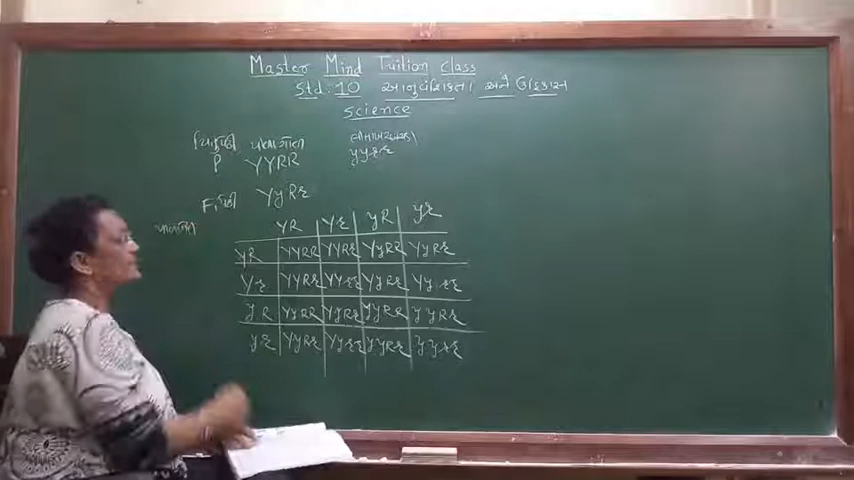 Master Mind Tuition class
Std:10 આનુવંશિકતા અને ઉદ્વિકાસ
Science
પિતૃપેઢી પીળા ગોળ
P YYRR yyrr
F₁ પેઢી YyRr
YR Yr yR yr
YR YYRR YYRr YyRR YyRr
Yr YYRr YYrr YyRr Yyrr
yR YyRR YyRr yyRR yyRr
yr YyRr Yyrr yyRr yyrr